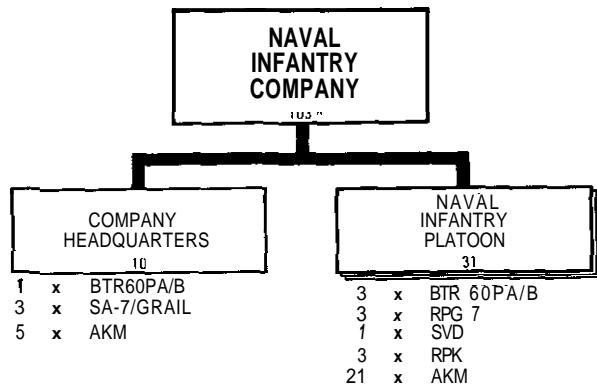 NAVAL
INFANTRY
COMPANY
103
COMPANY
HEADQUARTERS
10
1 x BTR60PA/B
3 x SA-7/GRAIL
5 x AKM
NAVAL
INFANTRY
PLATOON
31
3 x BTR 60PA/B
3 x RPG 7
1 x SVD
3 x RPK
21 x AKM